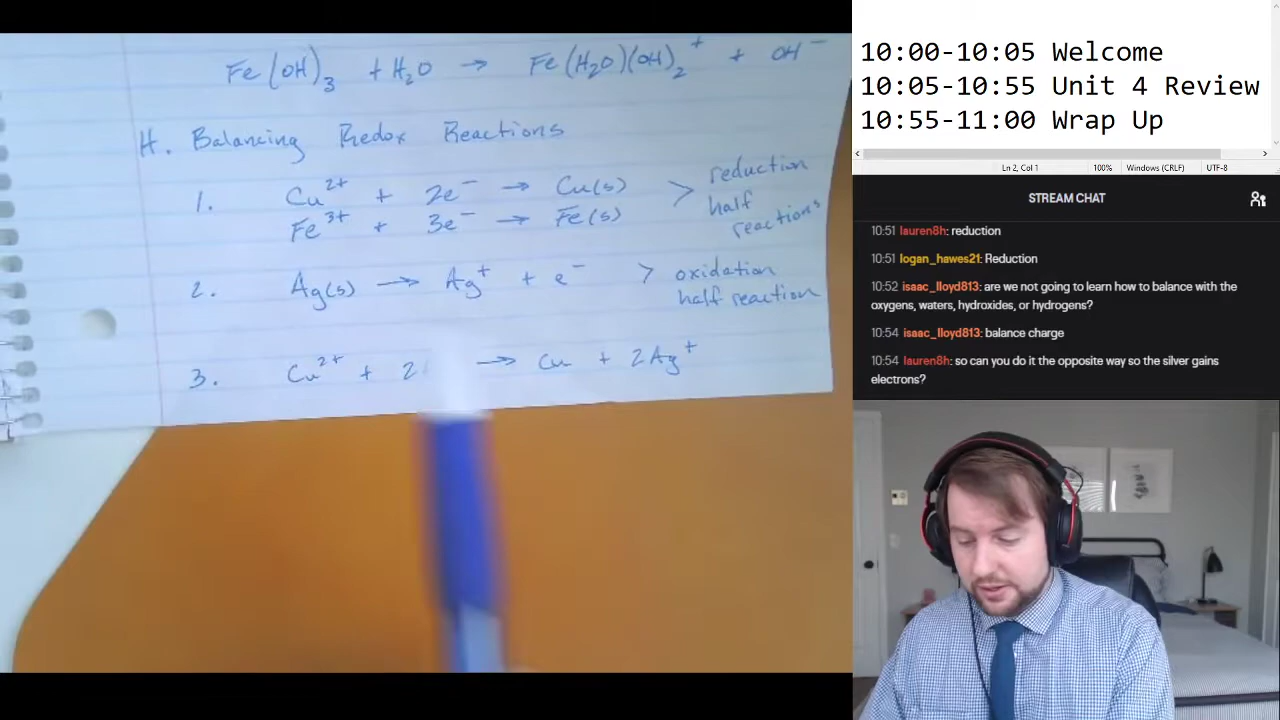 Fe(OH)₃ + H₂O → Fe(H₂O)(OH)₂⁺ + OH⁻
H. Balancing Redox Reactions
1. Cu²⁺ + 2e⁻ → Cu(s) > reduction
Fe³⁺ + 3e⁻ → Fe(s) half reactions
2. Ag(s) → Ag⁺ + e⁻ > oxidation
half reaction
3. Cu²⁺ + 2 → Cu + 2Ag⁺
10:00-10:05 Welcome
10:05-10:55 Unit 4 Review
10:55-11:00 Wrap Up
Ln 2, Col 1 100% Windows (CRLF) UTF-8
STREAM CHAT
10:51 lauren8h: reduction
10:51 logan_hawes21: Reduction
10:52 isaac_lloyd813: are we not going to learn how to balance with the
oxygens, waters, hydroxides, or hydrogens?
10:54 isaac_lloyd813: balance charge
10:54 lauren8h: so can you do it the opposite way so the silver gains
electrons?